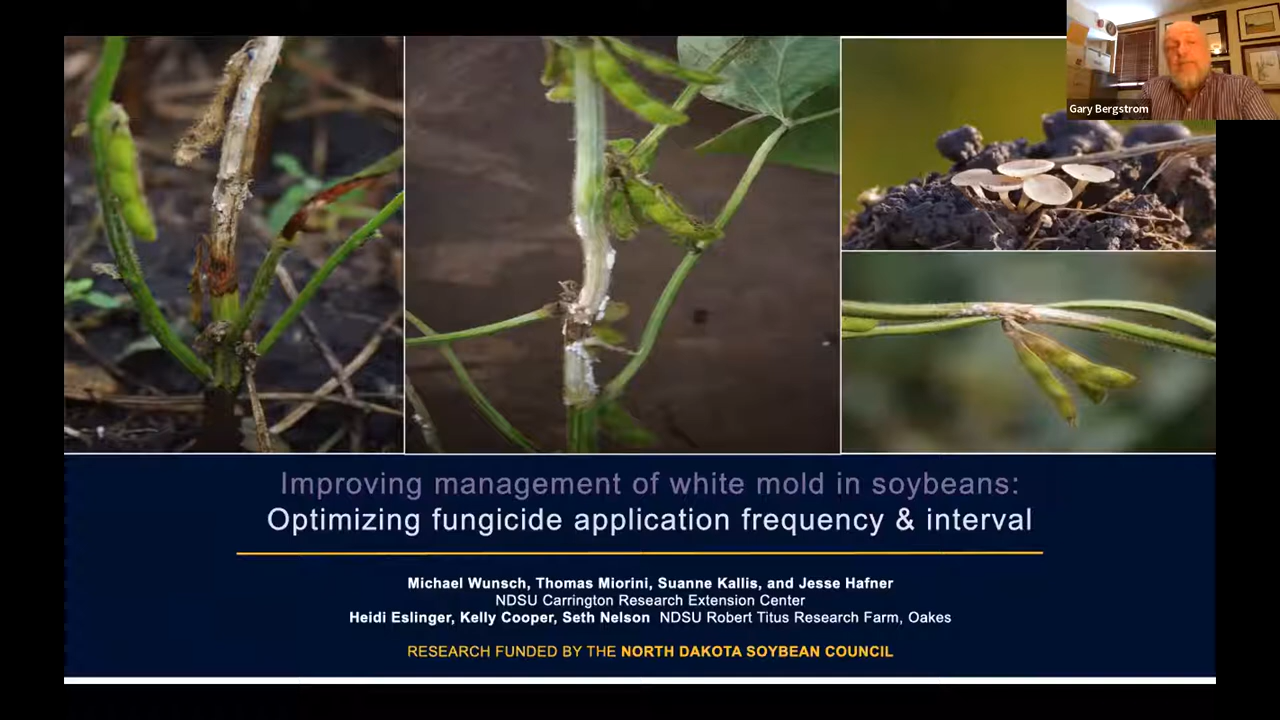 Gary Bergstrom
Improving management of white mold in soybeans:
Optimizing fungicide application frequency & interval
Michael Wunsch, Thomas Miorini, Suanne Kallis, and Jesse Hafner
NDSU Carrington Research Extension Center
Heidi Eslinger, Kelly Cooper, Seth Nelson NDSU Robert Titus Research Farm, Oakes
RESEARCH FUNDED BY THE NORTH DAKOTA SOYBEAN COUNCIL